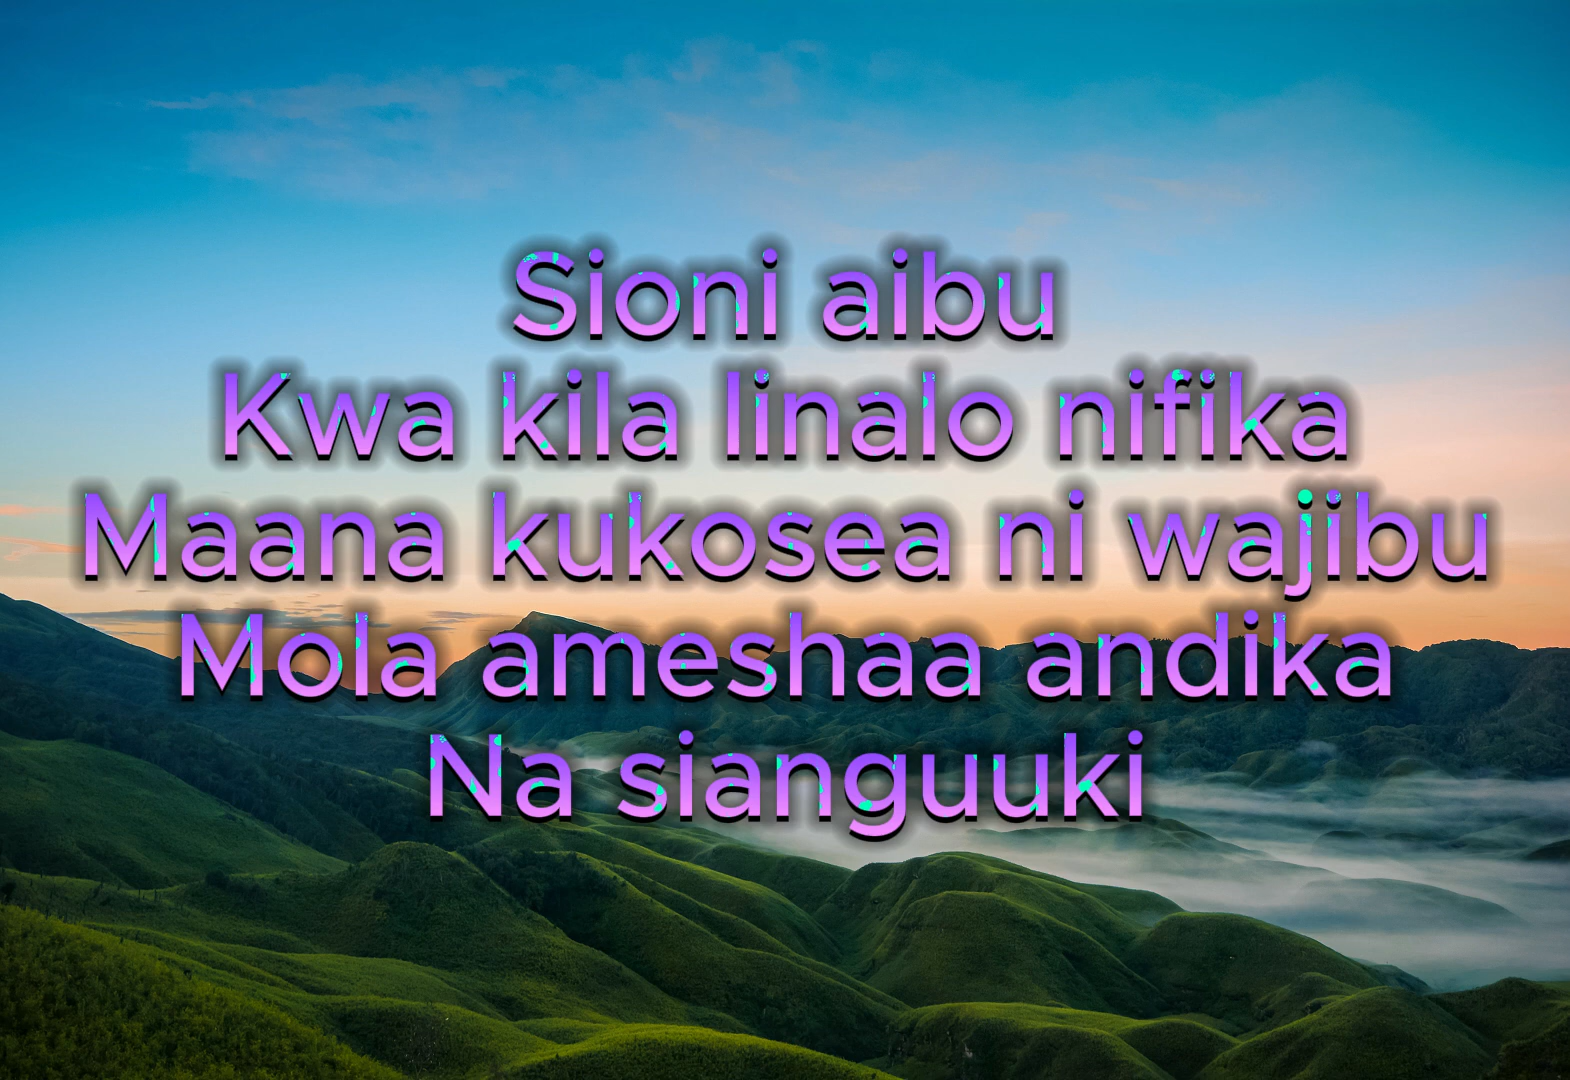 Sioni aibu
Kwa kila linalo nifika
Maana kukosea ni wajibu
Mola ameshaa andika
Na sianguuki